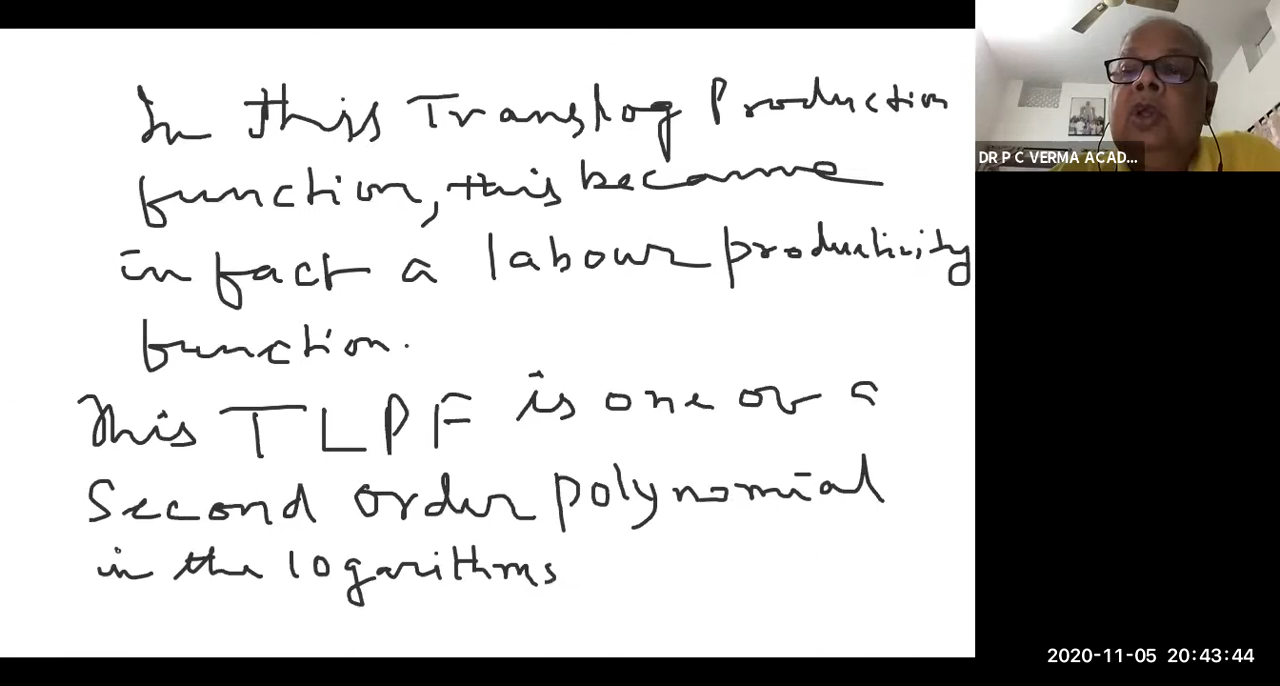 In this Translog Production
function, this became
in fact a labour productivity
function.
This TLPF is one of a
Second order polynomial
in the logarithms
DR P C VERMA ACAD...
2020-11-05 20:43:44